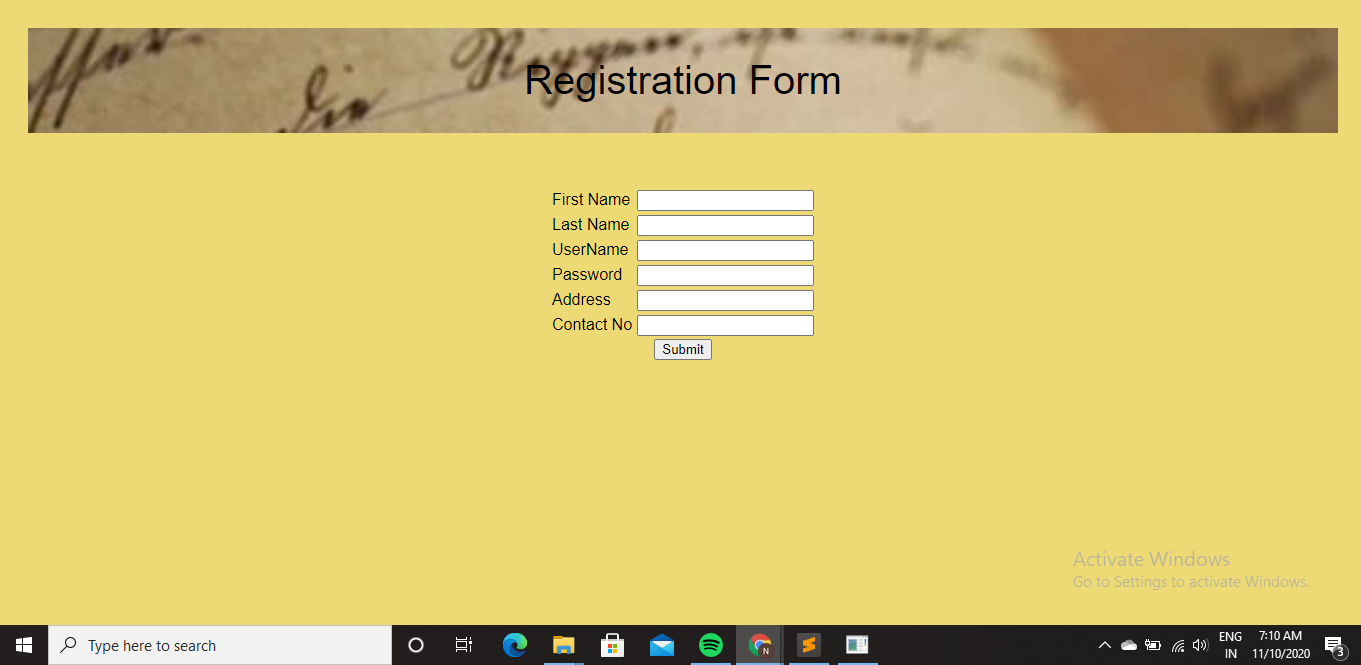 Registration Form
First Name
Last Name
UserName
Password
Address
Contact No
Submit
Activate Windows
Go to Settings to activate Windows.
Type here to search
N
ENG
IN
7:10 AM
11/10/2020
3